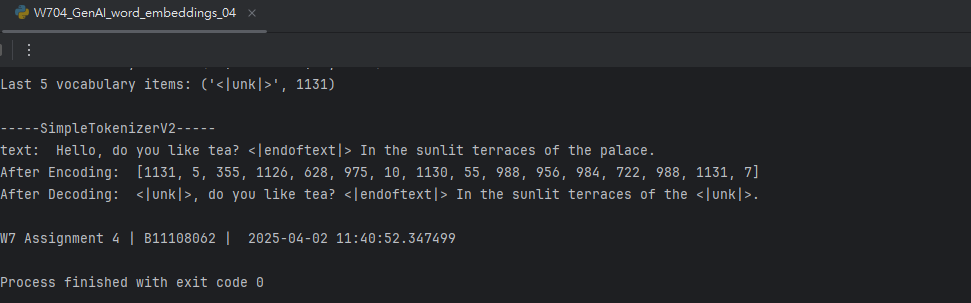 W704_GenAI_word_embeddings_04
Last 5 vocabulary items: ('<|unk|>', 1131)
-----SimpleTokenizerV2-----
text:  Hello, do you like tea? <|endoftext|> In the sunlit terraces of the palace.
After Encoding:  [1131, 5, 355, 1126, 628, 975, 10, 1130, 55, 988, 956, 984, 722, 988, 1131, 7]
After Decoding:  <|unk|>, do you like tea? <|endoftext|> In the sunlit terraces of the <|unk|>.
W7 Assignment 4 | B11108062 |  2025-04-02 11:40:52.347499
Process finished with exit code 0